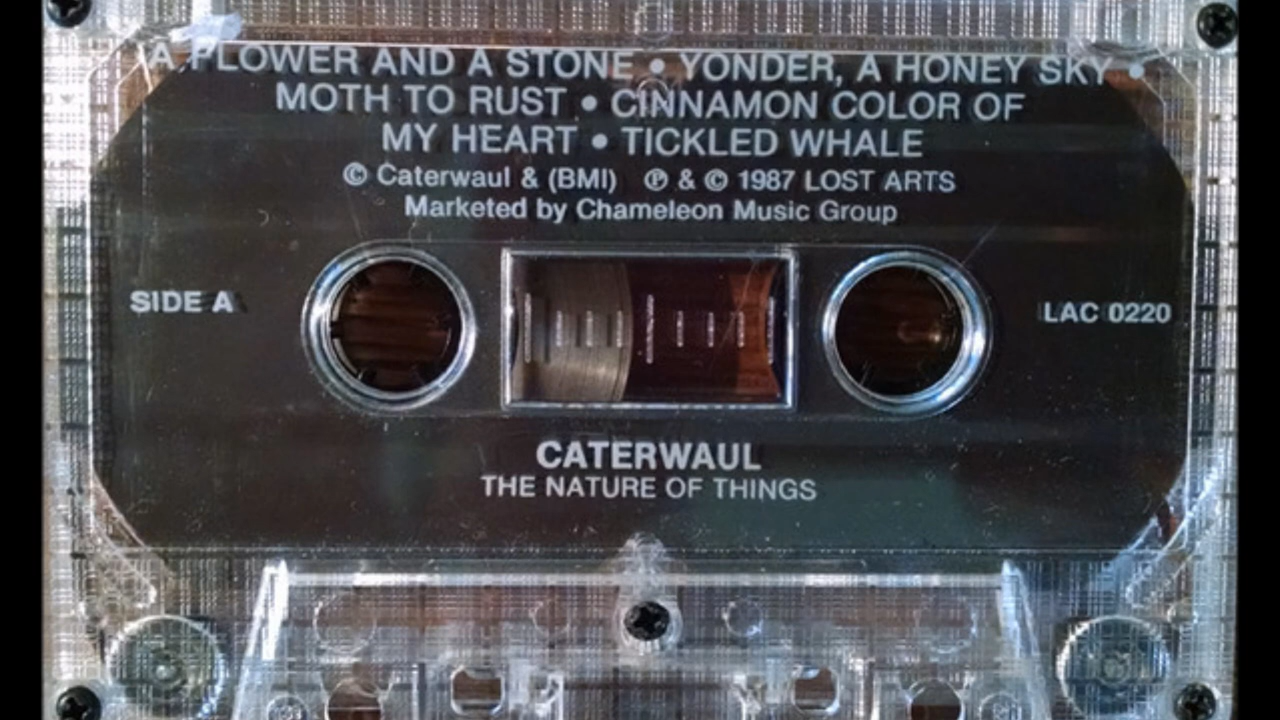 A FLOWER AND A STONE • YONDER, A HONEY SKY •
MOTH TO RUST • CINNAMON COLOR OF
MY HEART • TICKLED WHALE
© Caterwaul & (BMI) ℗ & © 1987 LOST ARTS
Marketed by Chameleon Music Group
SIDE A
LAC 0220
CATERWAUL
THE NATURE OF THINGS